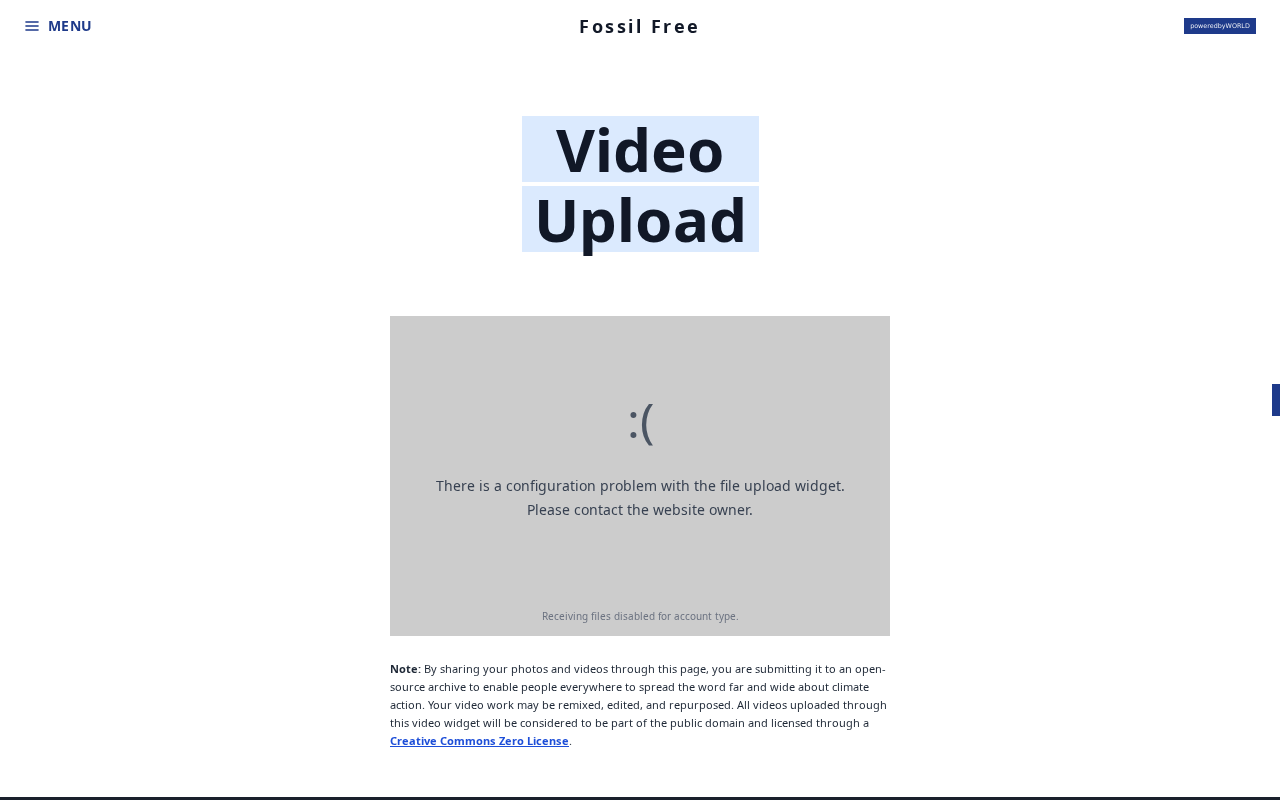 MENU
Fossil Free
poweredbyWORLD
Video
Upload
:(
There is a configuration problem with the file upload widget.
Please contact the website owner.
Receiving files disabled for account type.
Note: By sharing your photos and videos through this page, you are submitting it to an open-
source archive to enable people everywhere to spread the word far and wide about climate
action. Your video work may be remixed, edited, and repurposed. All videos uploaded through
this video widget will be considered to be part of the public domain and licensed through a
Creative Commons Zero License.